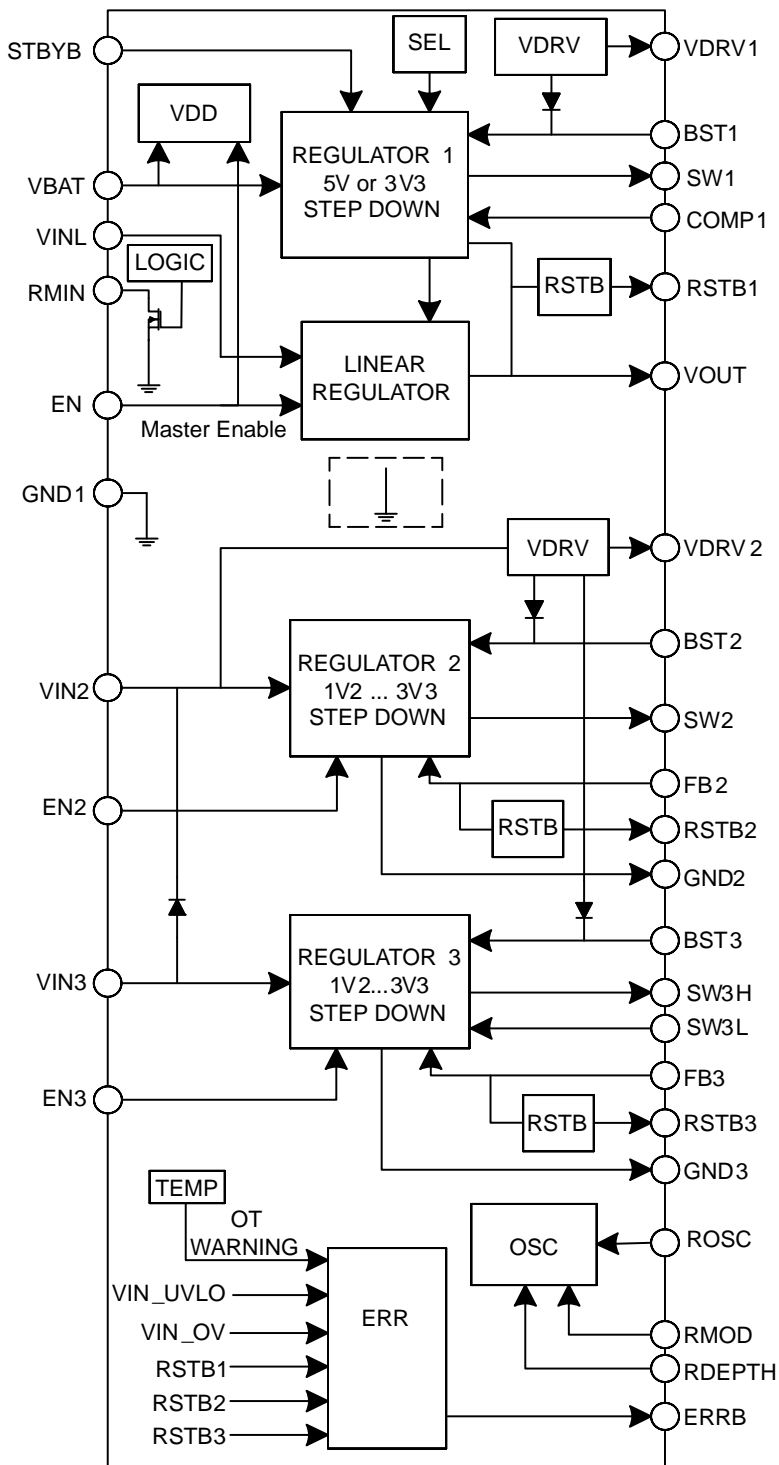 STBYB
SEL
VDRV
VDRV1
VDD
BST1
REGULATOR 1
5V or 3V3
STEP DOWN
VBAT
SW1
COMP1
VINL
LOGIC
RMIN
RSTB
RSTB1
LINEAR
REGULATOR
VOUT
EN
Master Enable
GND1
VDRV
VDRV2
BST2
REGULATOR 2
1V2 ... 3V3
STEP DOWN
VIN2
SW2
FB2
EN2
RSTB
RSTB2
GND2
BST3
REGULATOR 3
1V2...3V3
STEP DOWN
VIN3
SW3H
SW3L
FB3
EN3
RSTB
RSTB3
GND3
TEMP
OT
WARNING
OSC
ROSC
VIN_UVLO
ERR
VIN_OV
RMOD
RSTB1
RDEPTH
RSTB2
ERRB
RSTB3